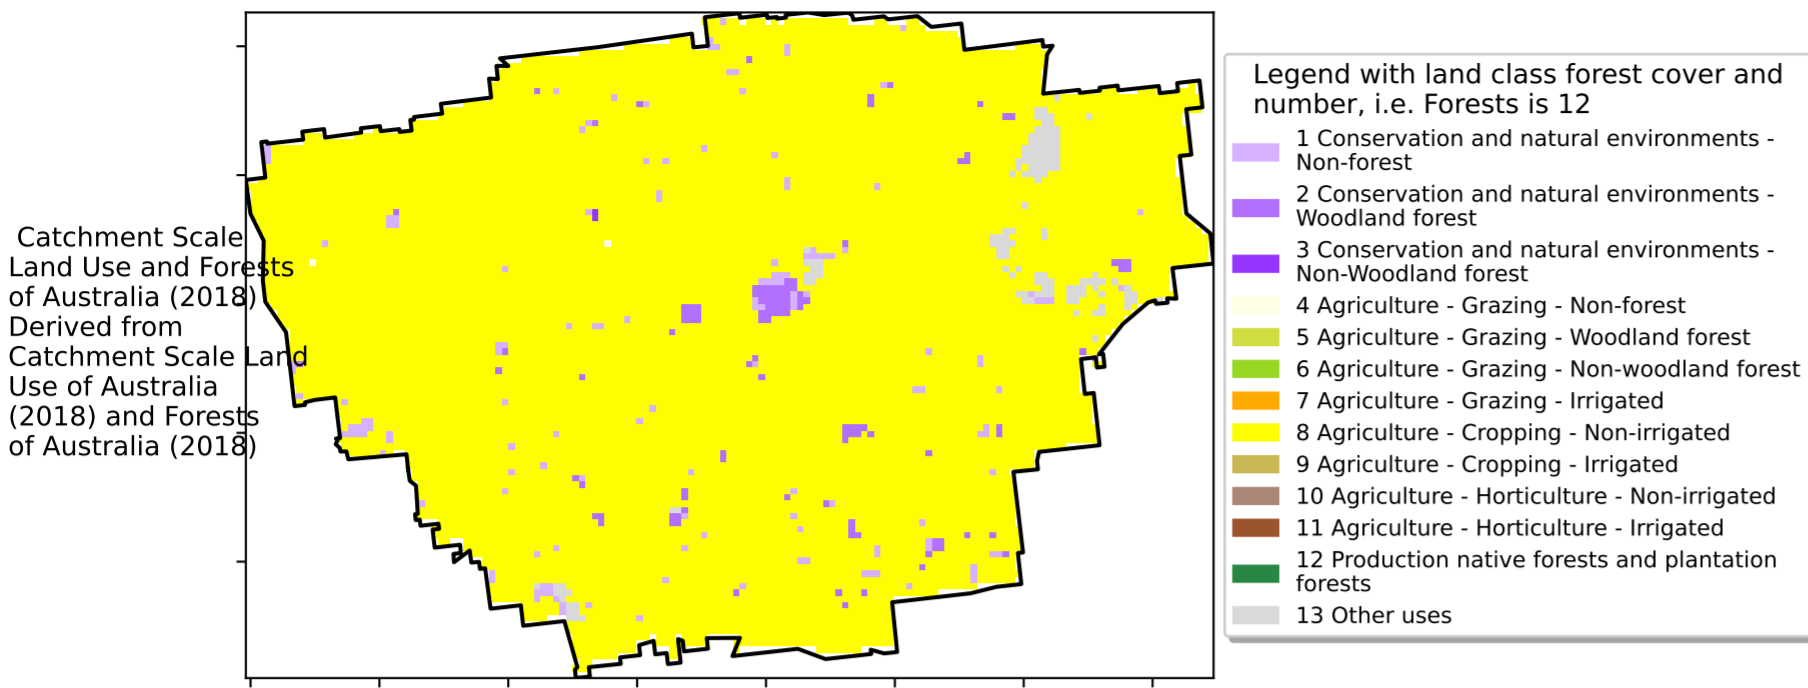 Catchment Scale
Land Use and Forests
of Australia (2018)
Derived from
Catchment Scale Land
Use of Australia
(2018) and Forests
of Australia (2018)
Legend with land class forest cover and
number, i.e. Forests is 12
1 Conservation and natural environments -
Non-forest
2 Conservation and natural environments -
Woodland forest
3 Conservation and natural environments -
Non-Woodland forest
4 Agriculture - Grazing - Non-forest
5 Agriculture - Grazing - Woodland forest
6 Agriculture - Grazing - Non-woodland forest
7 Agriculture - Grazing - Irrigated
8 Agriculture - Cropping - Non-irrigated
9 Agriculture - Cropping - Irrigated
10 Agriculture - Horticulture - Non-irrigated
11 Agriculture - Horticulture - Irrigated
12 Production native forests and plantation
forests
13 Other uses